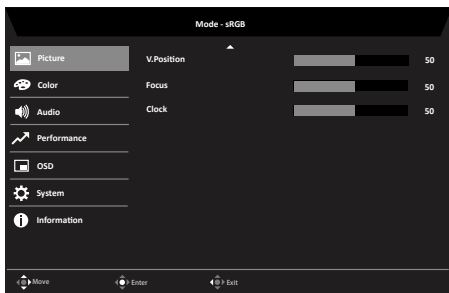 Mode - sRGB
Picture
V.Position 50
Color
Focus 50
Audio
Clock 50
Performance
OSD
System
Information
Move Enter Exit